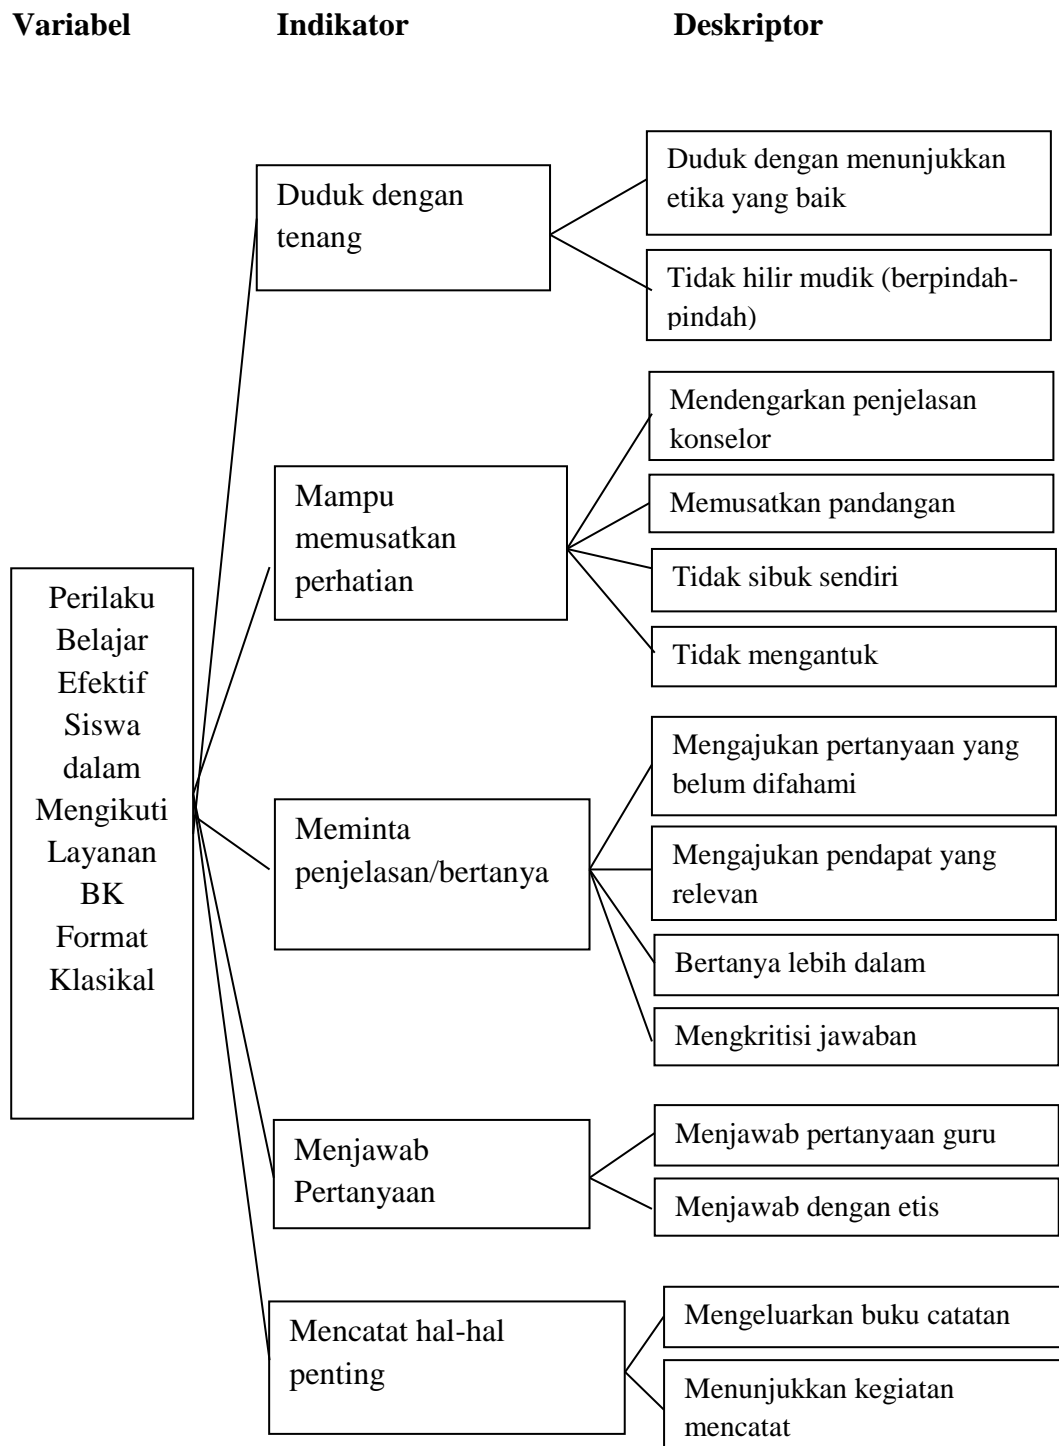 Variabel
Indikator
Deskriptor
Perilaku
Belajar
Efektif
Siswa
dalam
Mengikuti
Layanan
BK
Format
Klasikal
Duduk dengan
tenang
Duduk dengan menunjukkan
etika yang baik
Tidak hilir mudik (berpindah-
pindah)
Mampu
memusatkan
perhatian
Mendengarkan penjelasan
konselor
Memusatkan pandangan
Tidak sibuk sendiri
Tidak mengantuk
Meminta
penjelasan/bertanya
Mengajukan pertanyaan yang
belum difahami
Mengajukan pendapat yang
relevan
Bertanya lebih dalam
Mengkritisi jawaban
Menjawab
Pertanyaan
Menjawab pertanyaan guru
Menjawab dengan etis
Mencatat hal-hal
penting
Mengeluarkan buku catatan
Menunjukkan kegiatan
mencatat